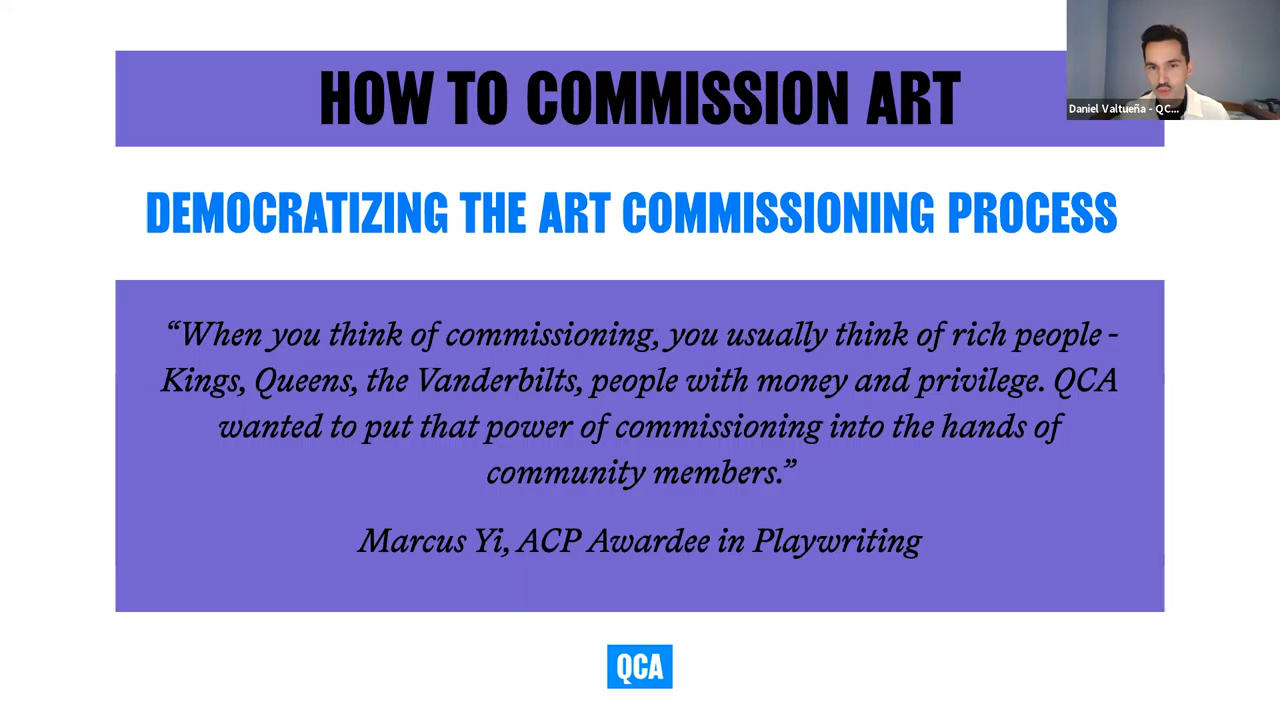 HOW TO COMMISSION ART
Daniel Valtueña - QC...
DEMOCRATIZING THE ART COMMISSIONING PROCESS
“When you think of commissioning, you usually think of rich people -
Kings, Queens, the Vanderbilts, people with money and privilege. QCA
wanted to put that power of commissioning into the hands of
community members.”
Marcus Yi, ACP Awardee in Playwriting
QCA